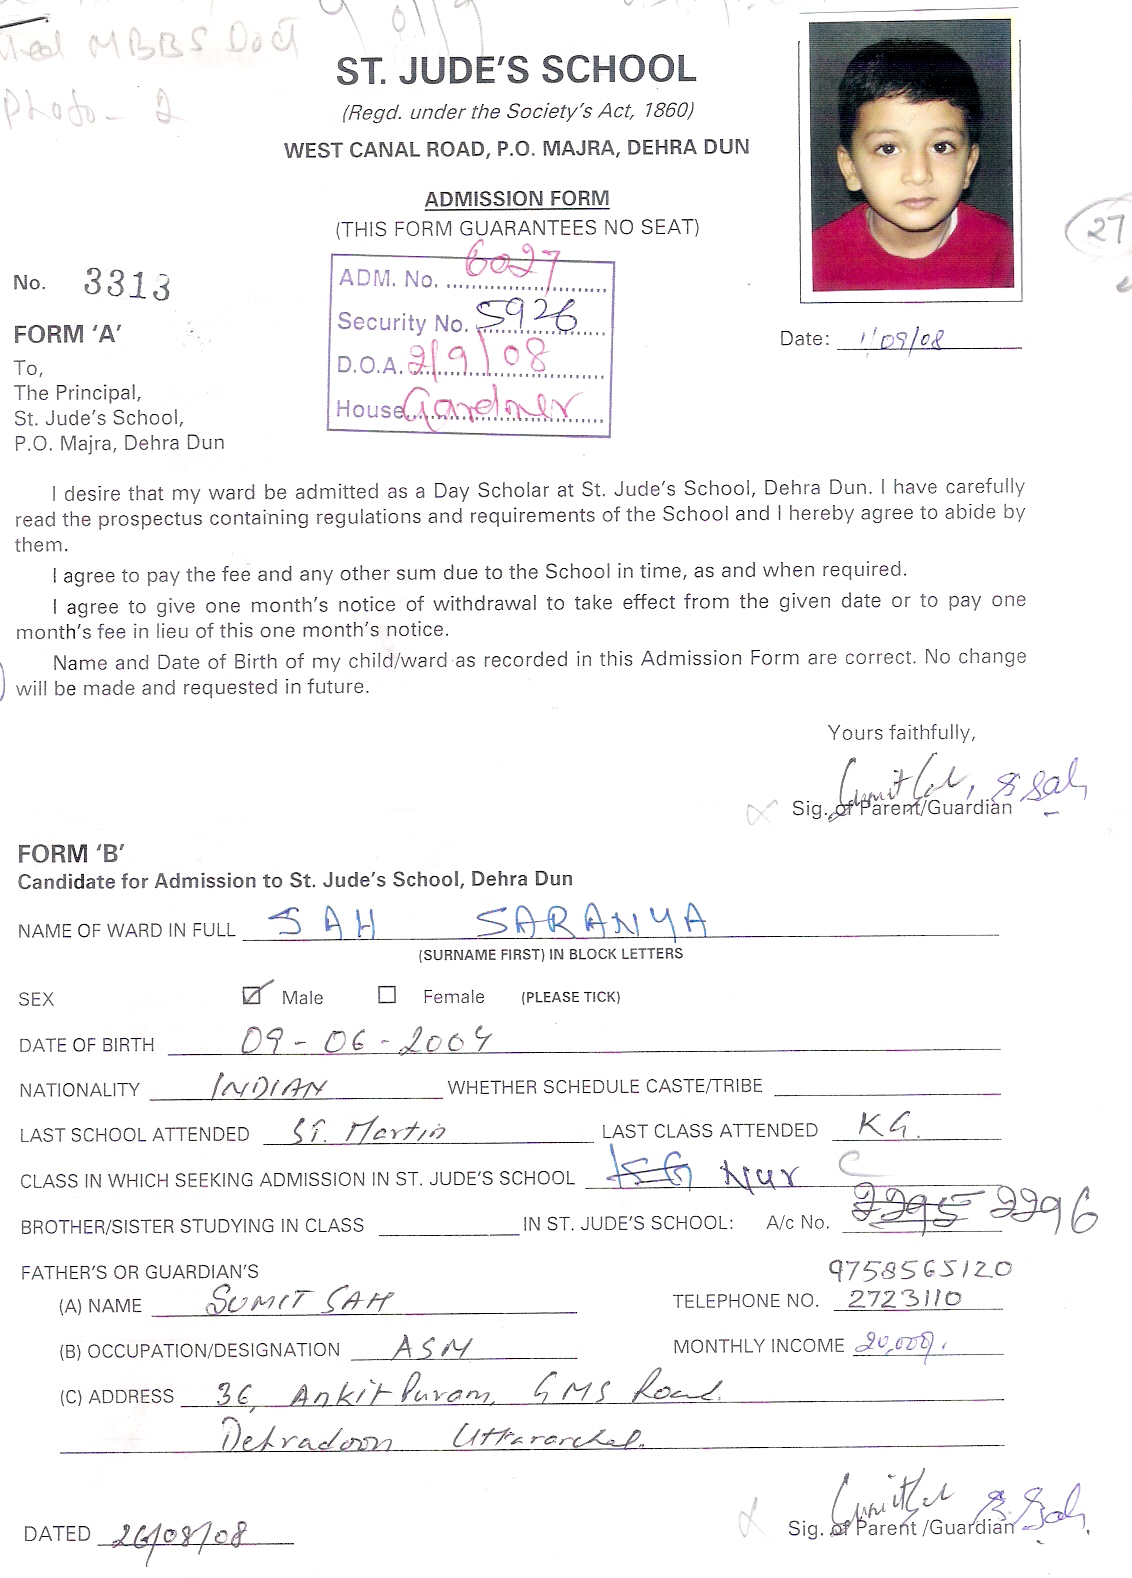 MBBS Doct
Photo - 2
ST. JUDE'S SCHOOL
(Regd. under the Society's Act, 1860)
WEST CANAL ROAD, P.O. MAJRA, DEHRA DUN
ADMISSION FORM
(THIS FORM GUARANTEES NO SEAT)
27
No. 3313
ADM. No. 6027
Security No. 5926
D.O.A. 2/9/08
House Gardner
Date: 1/09/08
FORM 'A'
To,
The Principal,
St. Jude's School,
P.O. Majra, Dehra Dun
I desire that my ward be admitted as a Day Scholar at St. Jude's School, Dehra Dun. I have carefully
read the prospectus containing regulations and requirements of the School and I hereby agree to abide by
them.
I agree to pay the fee and any other sum due to the School in time, as and when required.
I agree to give one month's notice of withdrawal to take effect from the given date or to pay one
month's fee in lieu of this one month's notice.
Name and Date of Birth of my child/ward as recorded in this Admission Form are correct. No change
will be made and requested in future.
Yours faithfully,
S Sah
Sig. of Parent/Guardian
FORM 'B'
Candidate for Admission to St. Jude's School, Dehra Dun
NAME OF WARD IN FULL SAH SARANYA
(SURNAME FIRST) IN BLOCK LETTERS
SEX Male Female (PLEASE TICK)
DATE OF BIRTH 09-06-2004
NATIONALITY INDIAN WHETHER SCHEDULE CASTE/TRIBE
LAST SCHOOL ATTENDED ST. Martin LAST CLASS ATTENDED KG.
CLASS IN WHICH SEEKING ADMISSION IN ST. JUDE'S SCHOOL KG Nur C
BROTHER/SISTER STUDYING IN CLASS IN ST. JUDE'S SCHOOL: A/c No. 2295 2296
FATHER'S OR GUARDIAN'S 9758565120
(A) NAME SUMIT SAH TELEPHONE NO. 2723110
(B) OCCUPATION/DESIGNATION ASM MONTHLY INCOME 20,000/.
(C) ADDRESS 36, Ankit Puram, GMS Road.
Dehradoon Uttaranchal.
S. Sah
DATED 26/08/08 Sig. of Parent /Guardian